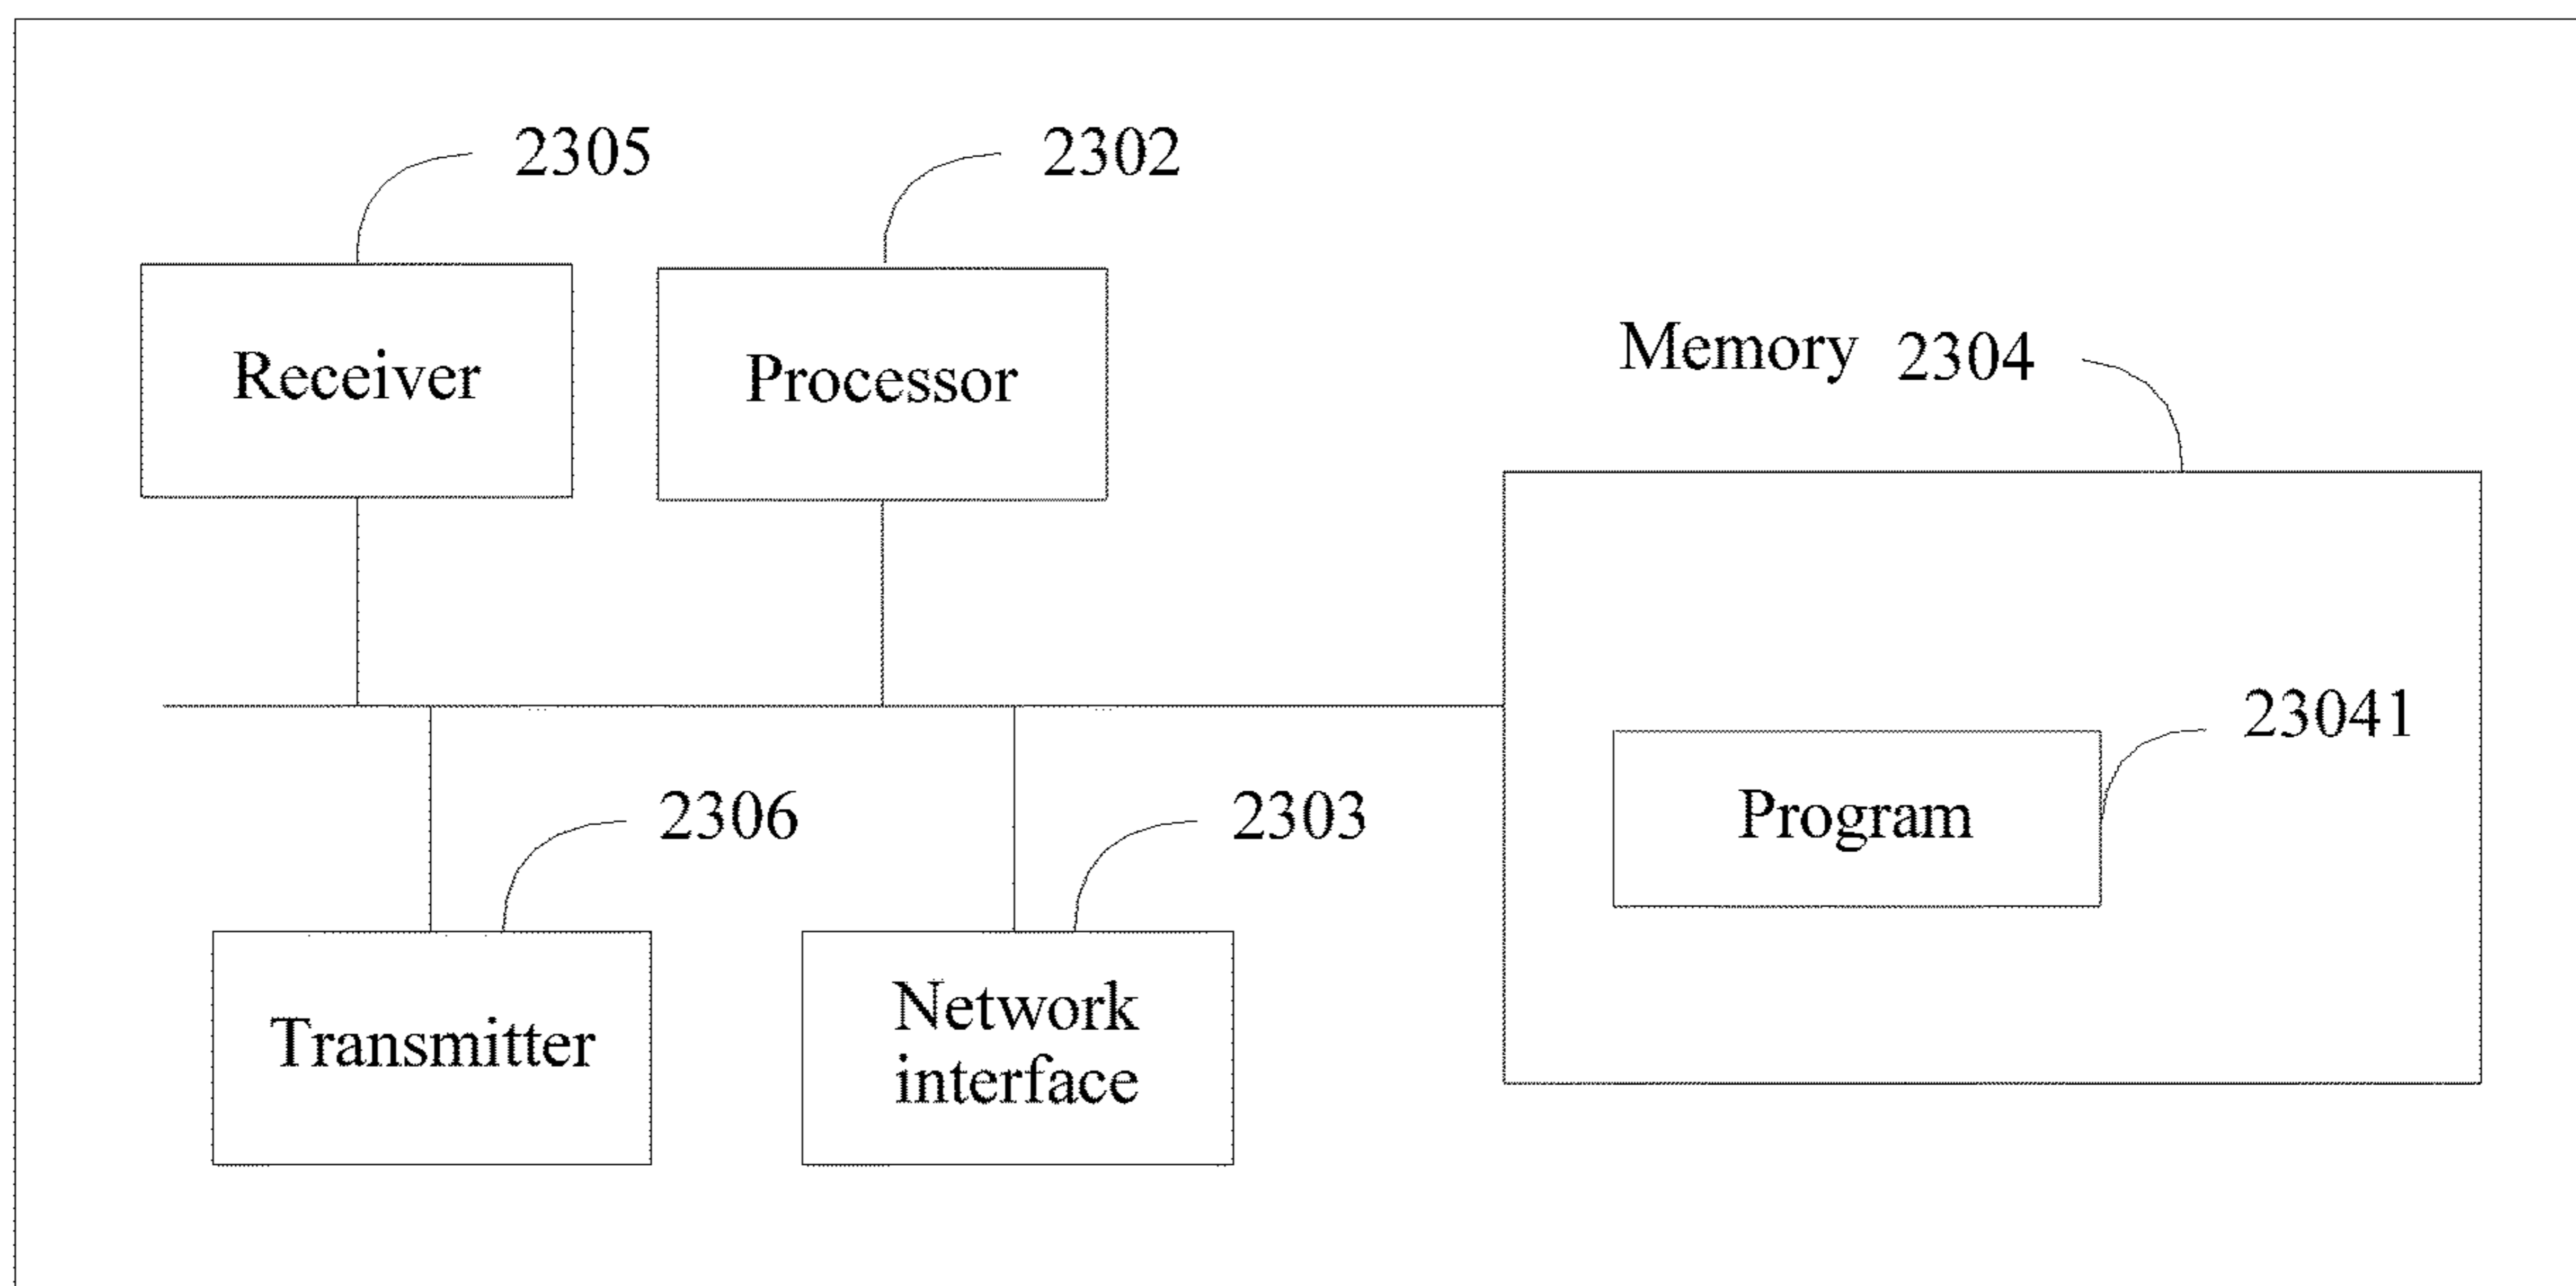 2305
2302
Receiver
Processor
Memory 2304
23041
Program
2306
2303
Transmitter
Network
interface